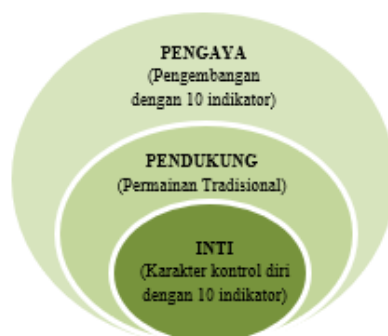 PENGAYA
(Pengembangan
dengan 10 indikator)
PENDUKUNG
(Permainan Tradisional)
INTI
(Karakter kontrol diri
dengan 10 indikator)